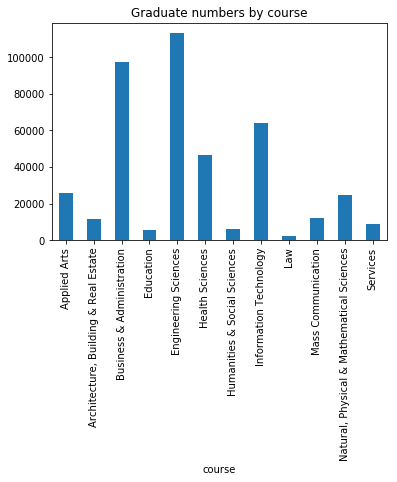 Graduate numbers by course
100000
80000
60000
40000
20000
0
Applied Arts
Architecture, Building & Real Estate
Business & Administration
Education
Engineering Sciences
Health Sciences
Humanities & Social Sciences
Information Technology
Law
Mass Communication
Natural, Physical & Mathematical Sciences
Services
course